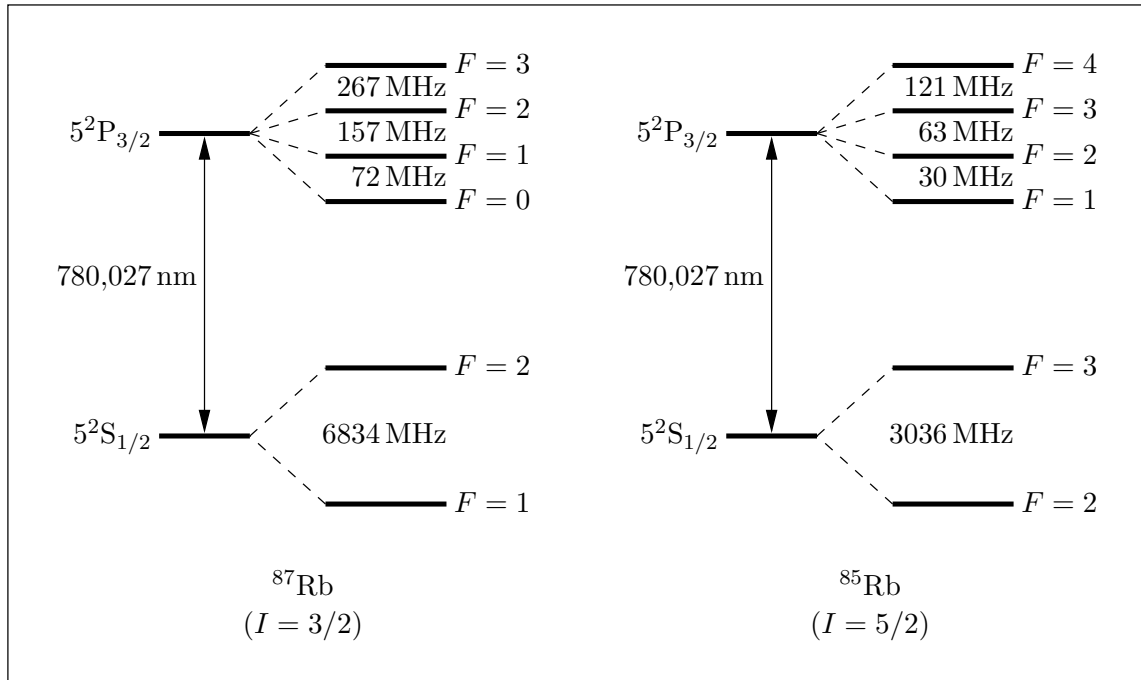 F = 3
267 MHz
F = 2
5²P₃/₂
157 MHz
F = 1
72 MHz
F = 0
780,027 nm
F = 2
5²S₁/₂
6834 MHz
F = 1
⁸⁷Rb
(I = 3/2)
F = 4
121 MHz
F = 3
5²P₃/₂
63 MHz
F = 2
30 MHz
F = 1
780,027 nm
F = 3
5²S₁/₂
3036 MHz
F = 2
⁸⁵Rb
(I = 5/2)